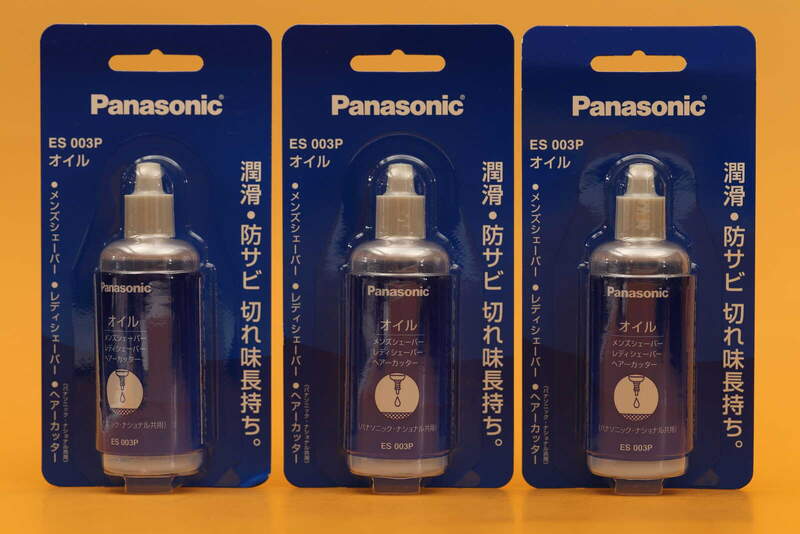 Panasonic
ES 003P
オイル
潤滑・防サビ 切れ味長持ち。
●メンズシェーバー ●レディシェーバー ●ヘアーカッター
(パナソニック・ナショナル共用)
Panasonic
オイル
メンズシェーバー
レディシェーバー
ヘアーカッター
ニック・ナショナル共用)
ES 003P
Panasonic
ES 003P
オイル
潤滑・防サビ 切れ味長持ち。
●メンズシェーバー ●レディシェーバー ●ヘアーカッター
(パナソニック・ナショナル共用)
Panasonic
オイル
メンズシェーバー
レディシェーバー
ヘアーカッター
(パナソニック・ナショナル共用)
ES 003P
Panasonic
ES 003P
オイル
潤滑・防サビ 切れ味長持ち。
●メンズシェーバー ●レディシェーバー ●ヘアーカッター
(パナソニック・ナショナル共用)
Panasonic
オイル
メンズシェーバー
レディシェーバー
ヘアーカッター
(パナソニック・ナショナル共用)
ES 003P